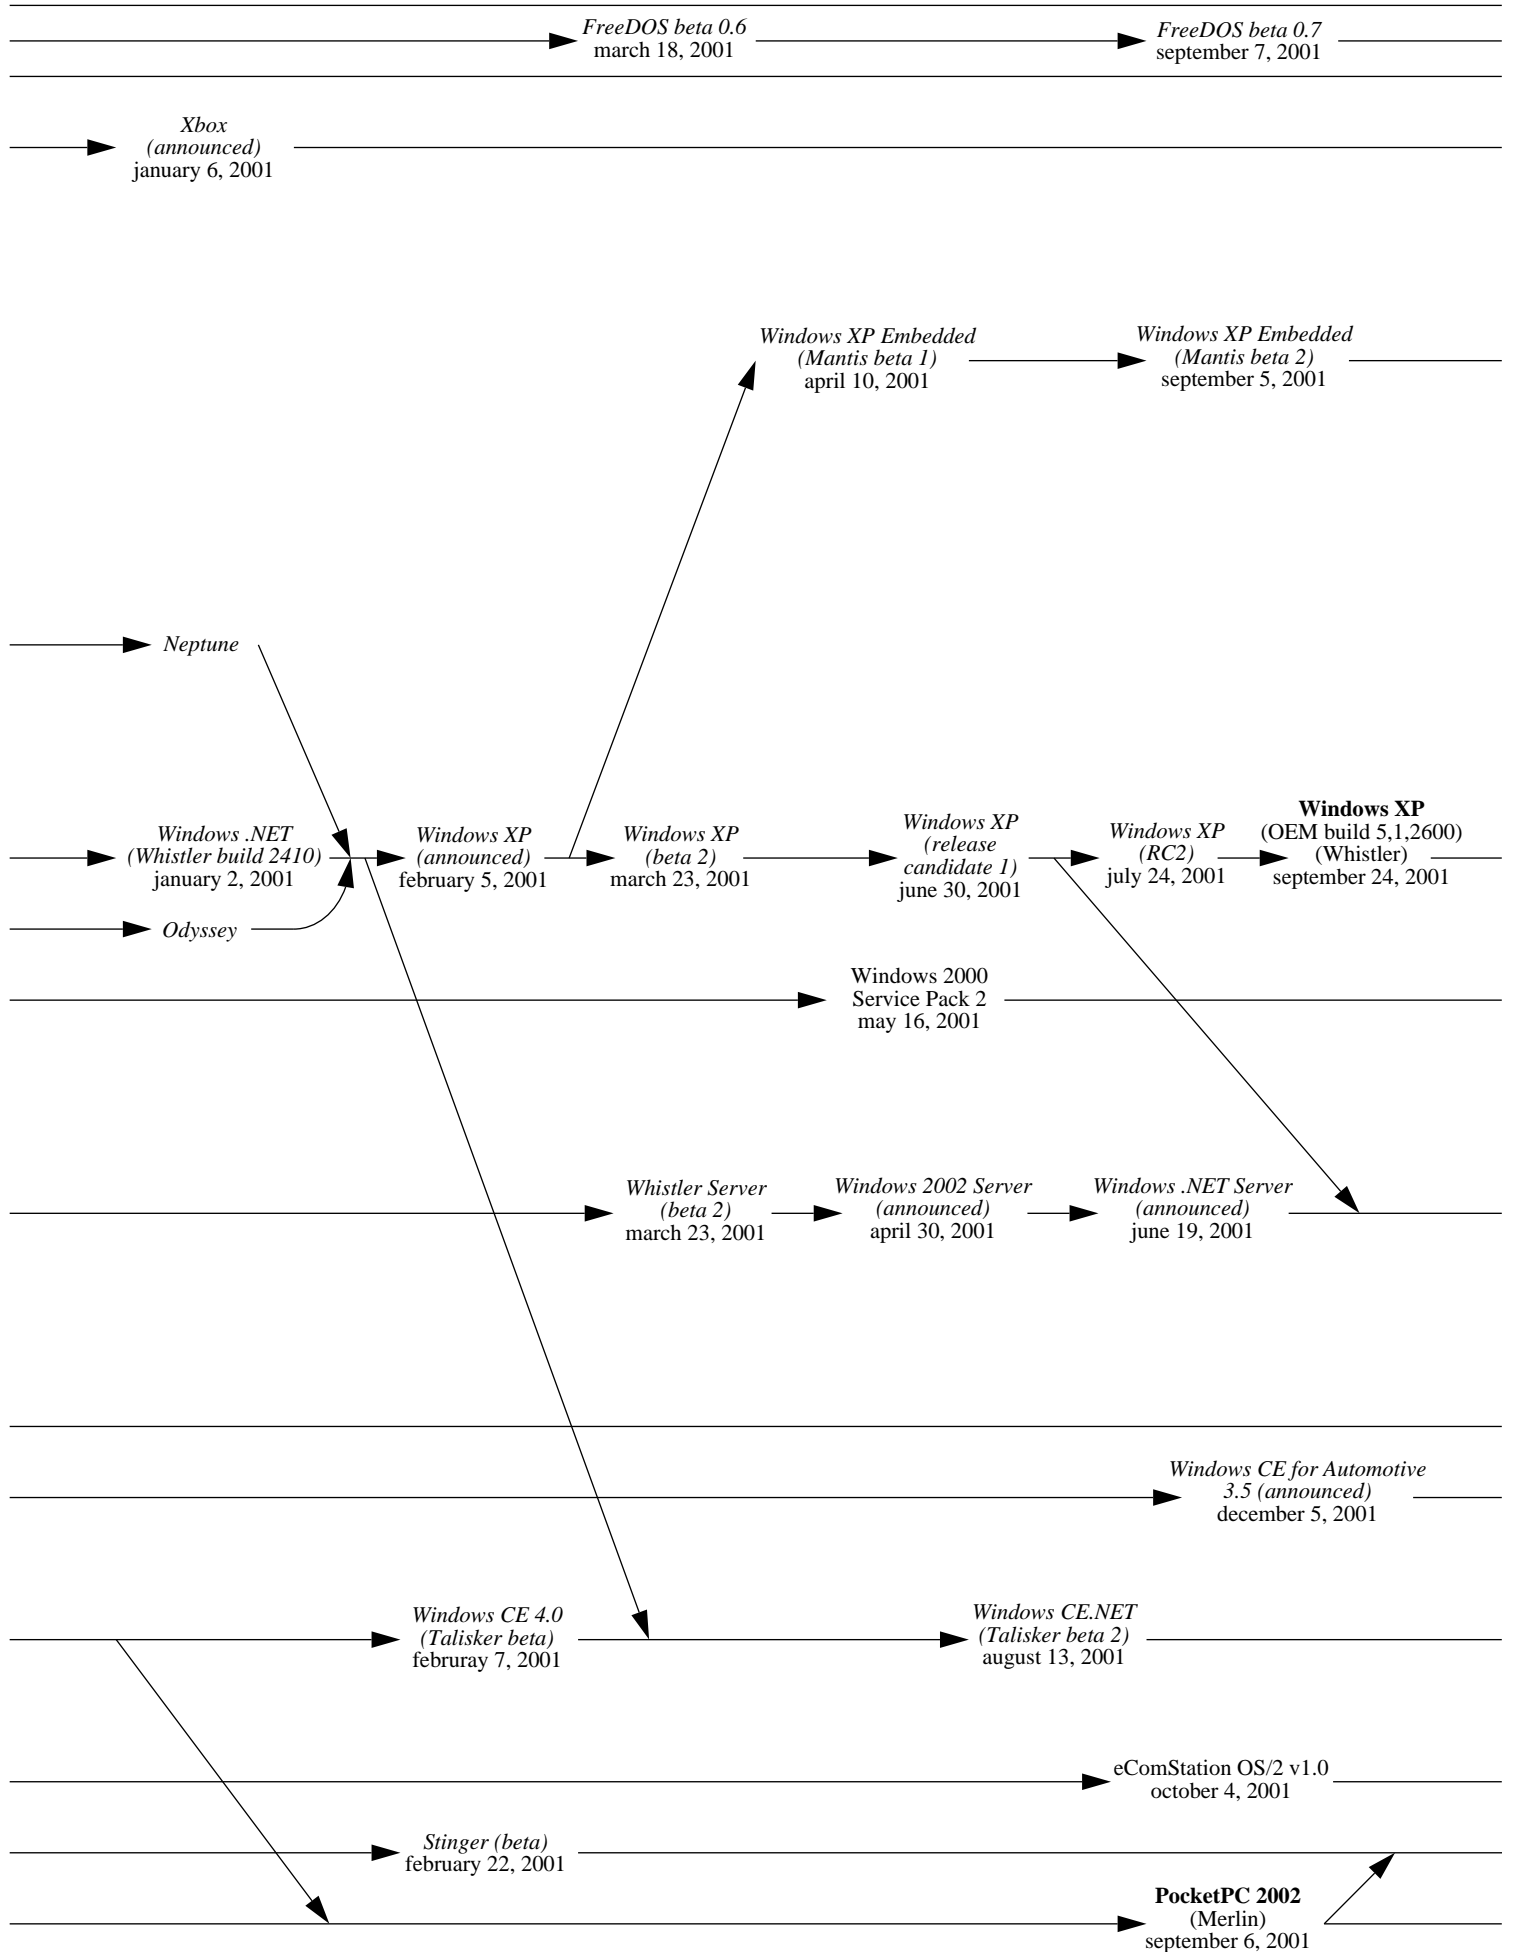 FreeDOS beta 0.6
march 18, 2001
FreeDOS beta 0.7
september 7, 2001
Xbox
(announced)
january 6, 2001
Windows XP Embedded
(Mantis beta 1)
april 10, 2001
Windows XP Embedded
(Mantis beta 2)
september 5, 2001
Neptune
Windows .NET
(Whistler build 2410)
january 2, 2001
Windows XP
(announced)
february 5, 2001
Windows XP
(beta 2)
march 23, 2001
Windows XP
(release
candidate 1)
june 30, 2001
Windows XP
(RC2)
july 24, 2001
Windows XP
(OEM build 5,1,2600)
(Whistler)
september 24, 2001
Odyssey
Windows 2000
Service Pack 2
may 16, 2001
Whistler Server
(beta 2)
march 23, 2001
Windows 2002 Server
(announced)
april 30, 2001
Windows .NET Server
(announced)
june 19, 2001
Windows CE for Automotive
3.5 (announced)
december 5, 2001
Windows CE 4.0
(Talisker beta)
februray 7, 2001
Windows CE.NET
(Talisker beta 2)
august 13, 2001
eComStation OS/2 v1.0
october 4, 2001
Stinger (beta)
february 22, 2001
PocketPC 2002
(Merlin)
september 6, 2001